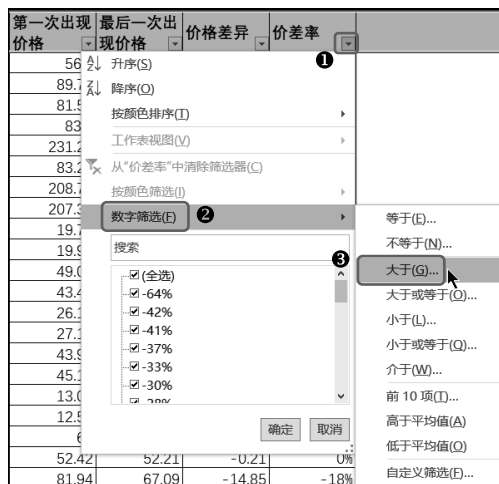 第一次出现 最后一次出 价格差异 价差率
价格 现价格
❶
56
89.7
81.5
83
231.2
83.2
208.7
207.3
19.7
19.9
49.0
43.4
26.1
27.1
43.9
45.1
13.0
12.5
6
升序(S)
降序(O)
按颜色排序(T)
工作表视图(V)
从"价差率"中清除筛选器(C)
按颜色筛选(I)
数字筛选(F) ❷
搜索
(全选)
-64%
-42%
-41%
-37%
-33%
-30%
-28%
确定 取消
❸
等于(E)...
不等于(N)...
大于(G)...
大于或等于(O)...
小于(L)...
小于或等于(Q)...
介于(W)...
前 10 项(T)...
高于平均值(A)
低于平均值(O)
自定义筛选(F)...
52.42 52.21 -0.21 0%
81.94 67.09 -14.85 -18%